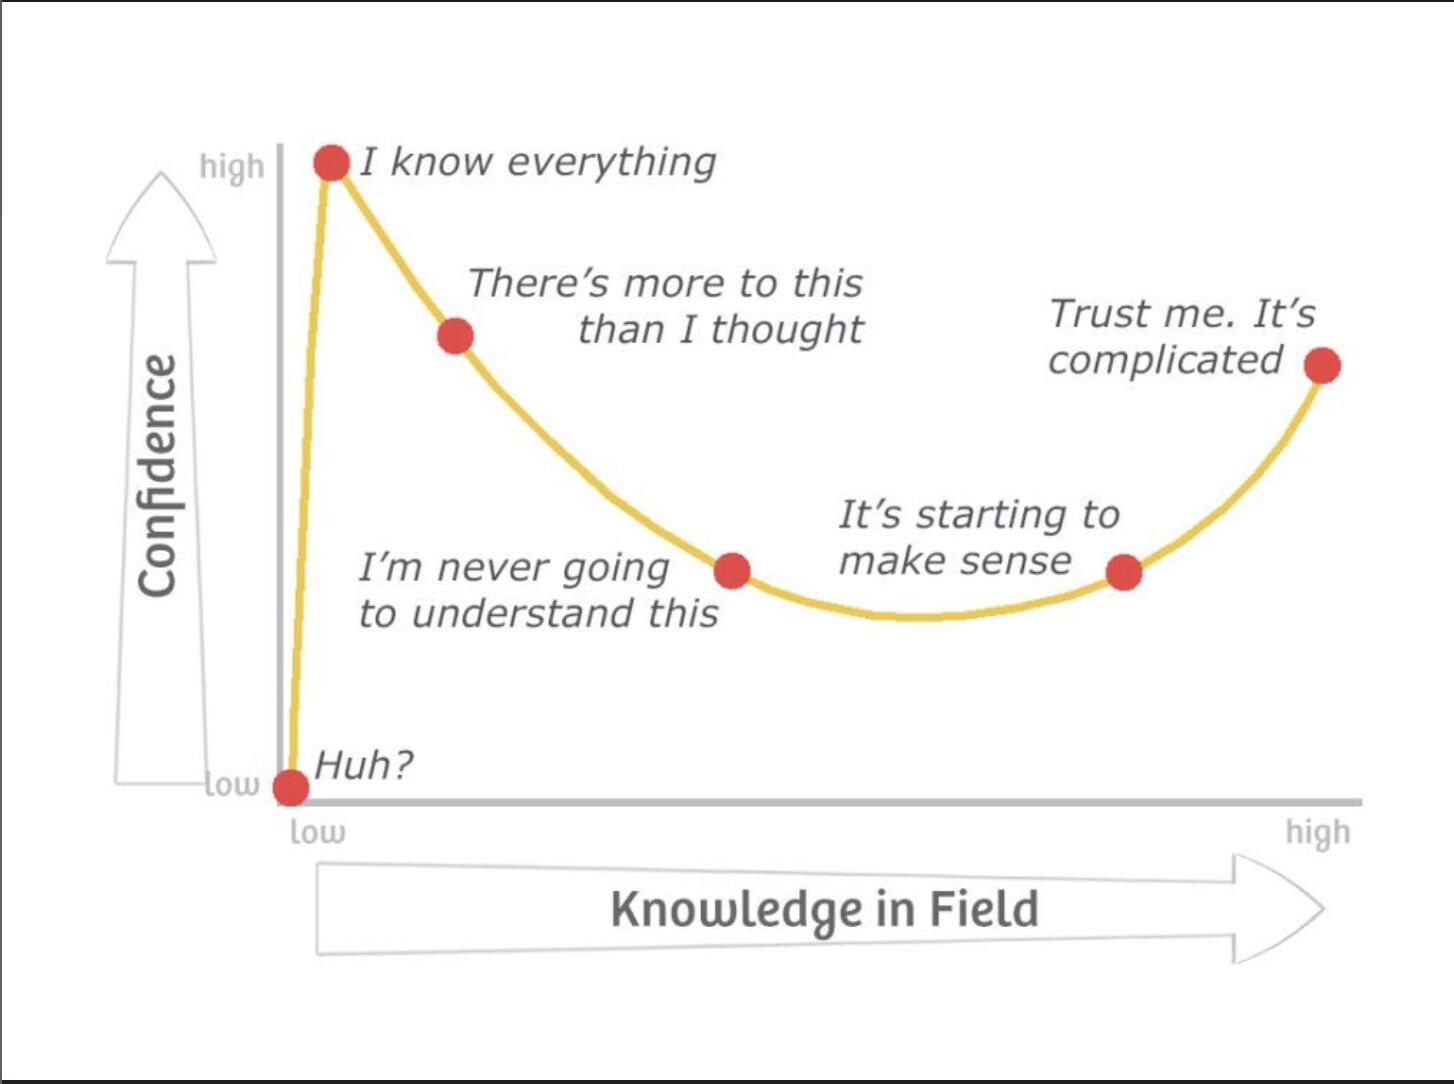 high
I know everything
There’s more to this
than I thought
Trust me. It’s
complicated
Confidence
It’s starting to
make sense
I’m never going
to understand this
Huh?
low
low
high
Knowledge in Field